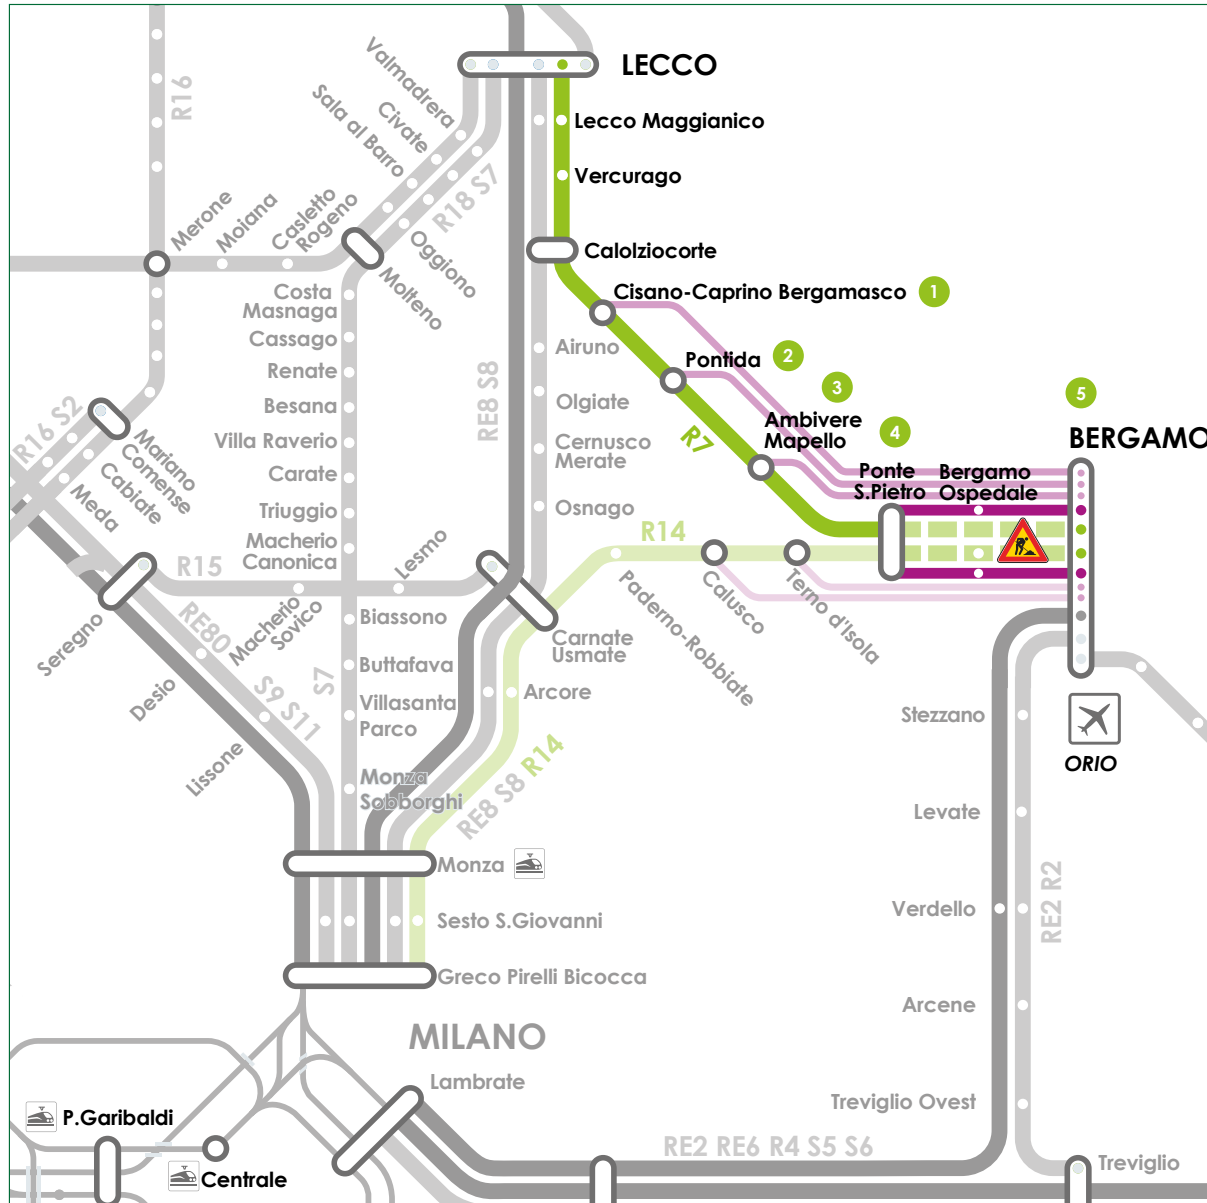 LECCO
Valmadrera
Civate
Sala al Barro
R16
Lecco Maggianico
Vercurago
R18 S7
Merone
Moiana
Casletto
Rogeno
Oggiono
Molteno
Calolziocorte
Cisano-Caprino Bergamasco
1
Costa
Masnaga
Cassago
Renate
Besana
Villa Raverio
Carate
Triuggio
Macherio
Canonica
RE8 S8
Airuno
Olgiate
Cernusco
Merate
Osnago
Pontida
2
3
Ambivere
Mapello
4
5
R7
BERGAMO
Ponte
S.Pietro
Bergamo
Ospedale
R16 S2
Mariano
Comense
Cabiate
Meda
R14
R15
Lesmo
Macherio
Sovico
Seregno
RE80
S9 S11
Desio
Lissone
S7
Biassono
Buttafava
Villasanta
Parco
Monza
Sobborghi
Carnate
Usmate
Arcore
Paderno-Robbiate
Calusco
Terno d'Isola
RE8 S8 R14
Stezzano
ORIO
Levate
Monza
Sesto S.Giovanni
Greco Pirelli Bicocca
Verdello
RE2 R2
Arcene
MILANO
Lambrate
Treviglio Ovest
P.Garibaldi
Centrale
RE2 RE6 R4 S5 S6
Treviglio